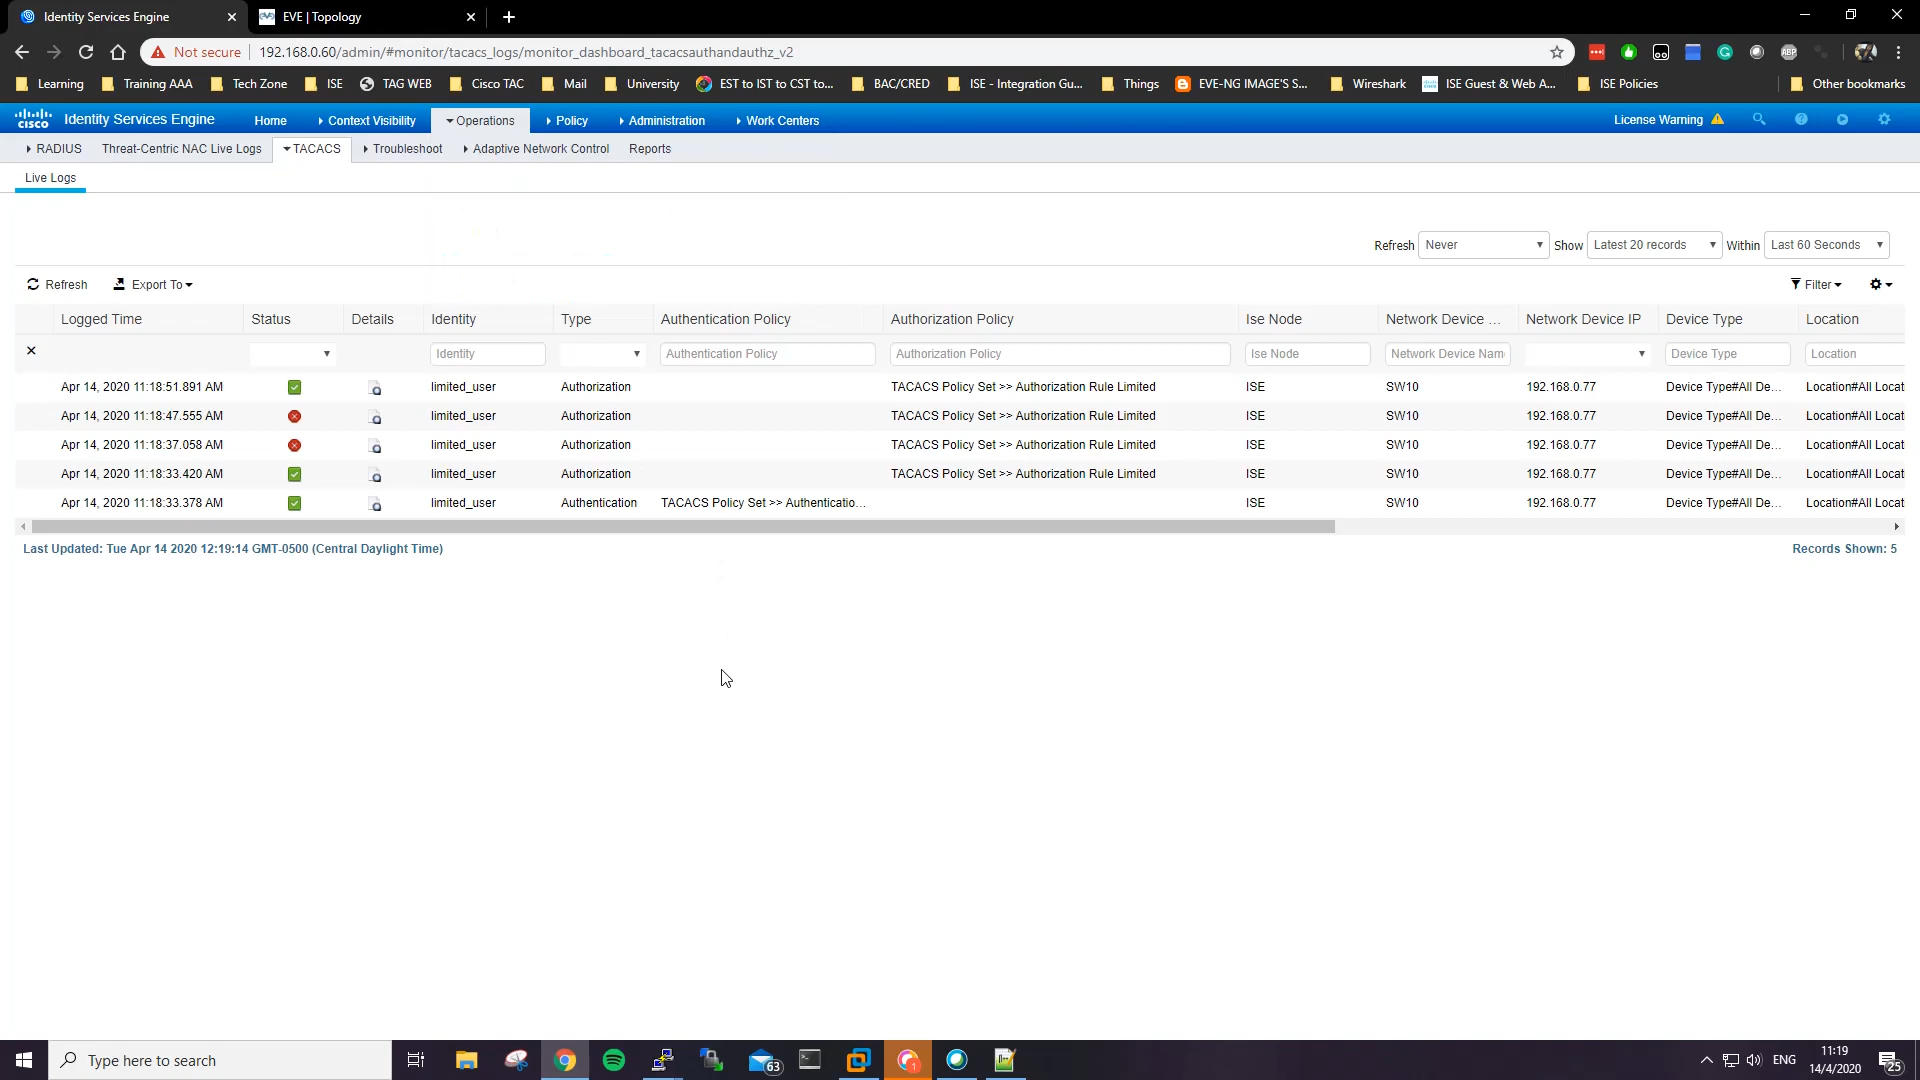 Identity Services Engine
EVE | Topology
Not secure 192.168.0.60/admin/#monitor/tacacs_logs/monitor_dashboard_tacacsauthandauthz_v2
ABP
Learning Training AAA Tech Zone ISE TAG WEB Cisco TAC Mail University EST to IST to CST to... BAC/CRED ISE - Integration Gu... Things EVE-NG IMAGE'S S... Wireshark ISE Guest & Web A... ISE Policies Other bookmarks
cisco Identity Services Engine Home Context Visibility Operations Policy Administration Work Centers License Warning
RADIUS Threat-Centric NAC Live Logs TACACS Troubleshoot Adaptive Network Control Reports
Live Logs
Refresh Never Show Latest 20 records Within Last 60 Seconds
Refresh Export To Filter
Logged Time Status Details Identity Type Authentication Policy Authorization Policy Ise Node Network Device ... Network Device IP Device Type Location
Identity Authentication Policy Authorization Policy Ise Node Network Device Nam Device Type Location
Apr 14, 2020 11:18:51.891 AM limited_user Authorization TACACS Policy Set >> Authorization Rule Limited ISE SW10 192.168.0.77 Device Type#All De... Location#All Locat
Apr 14, 2020 11:18:47.555 AM limited_user Authorization TACACS Policy Set >> Authorization Rule Limited ISE SW10 192.168.0.77 Device Type#All De... Location#All Locat
Apr 14, 2020 11:18:37.058 AM limited_user Authorization TACACS Policy Set >> Authorization Rule Limited ISE SW10 192.168.0.77 Device Type#All De... Location#All Locat
Apr 14, 2020 11:18:33.420 AM limited_user Authorization TACACS Policy Set >> Authorization Rule Limited ISE SW10 192.168.0.77 Device Type#All De... Location#All Locat
Apr 14, 2020 11:18:33.378 AM limited_user Authentication TACACS Policy Set >> Authenticatio... ISE SW10 192.168.0.77 Device Type#All De... Location#All Locat
Last Updated: Tue Apr 14 2020 12:19:14 GMT-0500 (Central Daylight Time) Records Shown: 5
Type here to search 63 1 ENG 11:19
14/4/2020 25